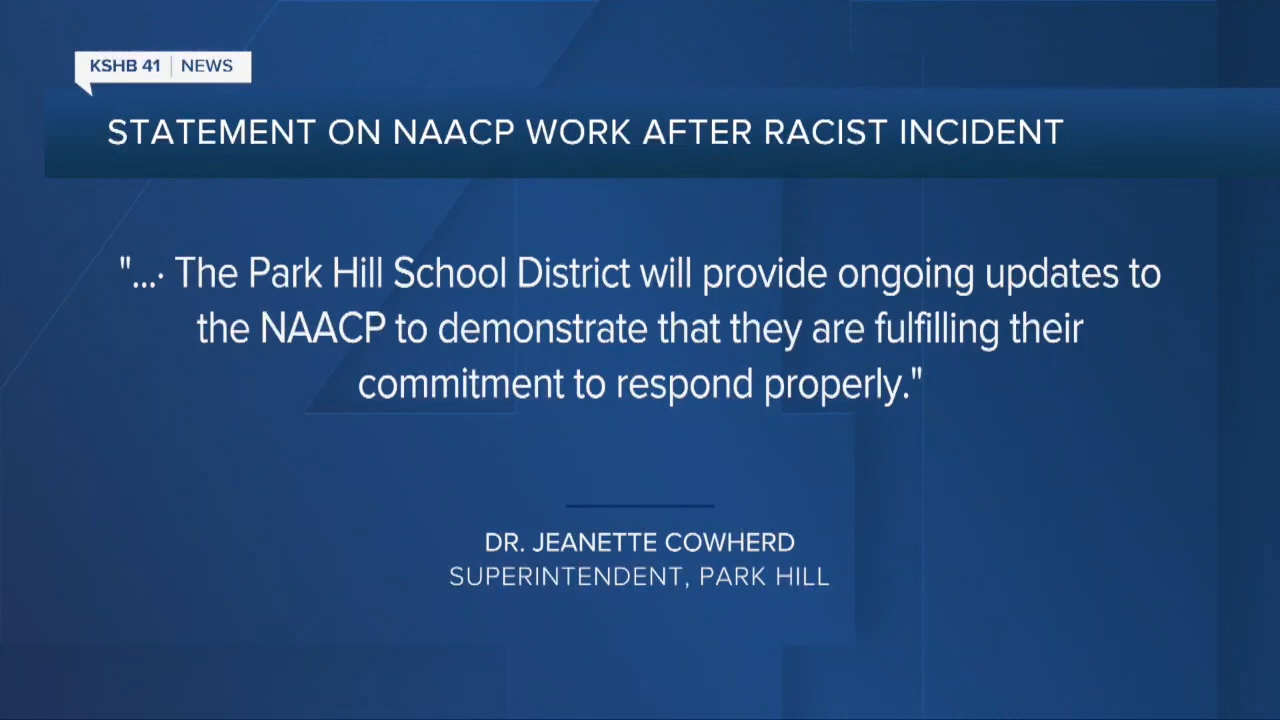 KSHB 41 | NEWS
STATEMENT ON NAACP WORK AFTER RACIST INCIDENT
"...· The Park Hill School District will provide ongoing updates to
the NAACP to demonstrate that they are fulfilling their
commitment to respond properly."
DR. JEANETTE COWHERD
SUPERINTENDENT, PARK HILL